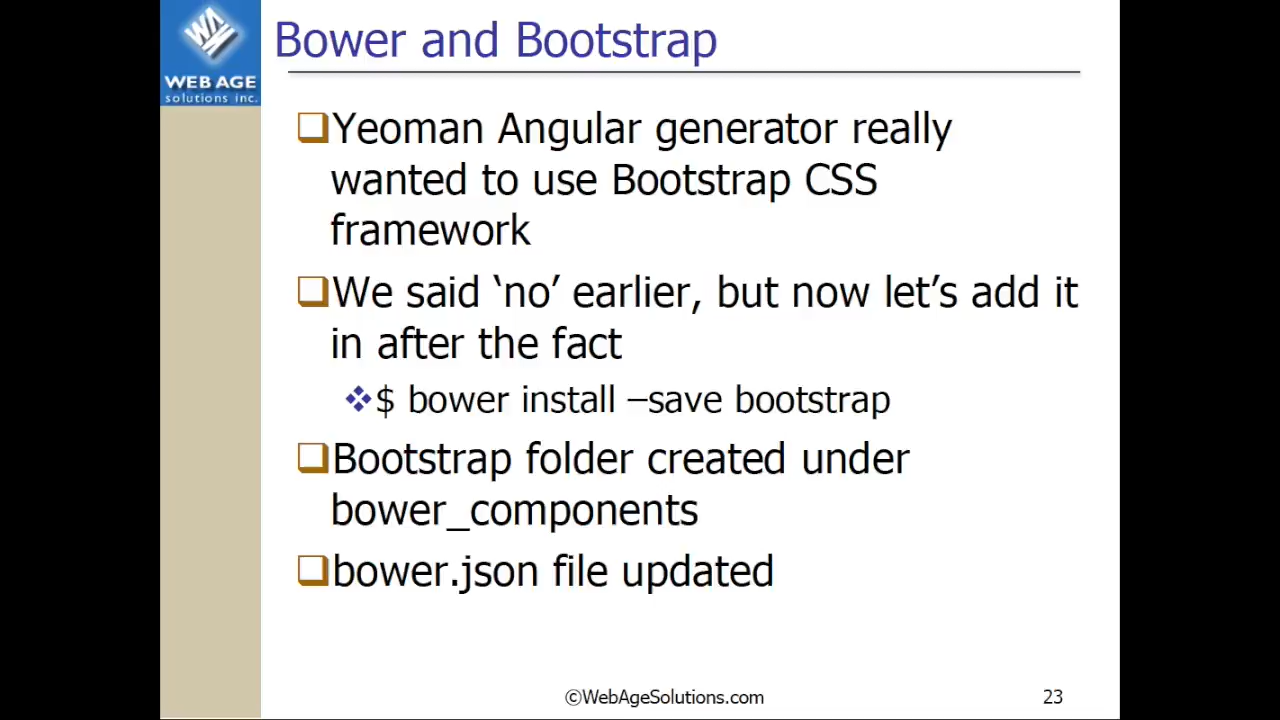 WEB AGE
solutions inc.
Bower and Bootstrap
Yeoman Angular generator really
wanted to use Bootstrap CSS
framework
We said ‘no’ earlier, but now let’s add it
in after the fact
$ bower install –save bootstrap
Bootstrap folder created under
bower_components
bower.json file updated
©WebAgeSolutions.com
23